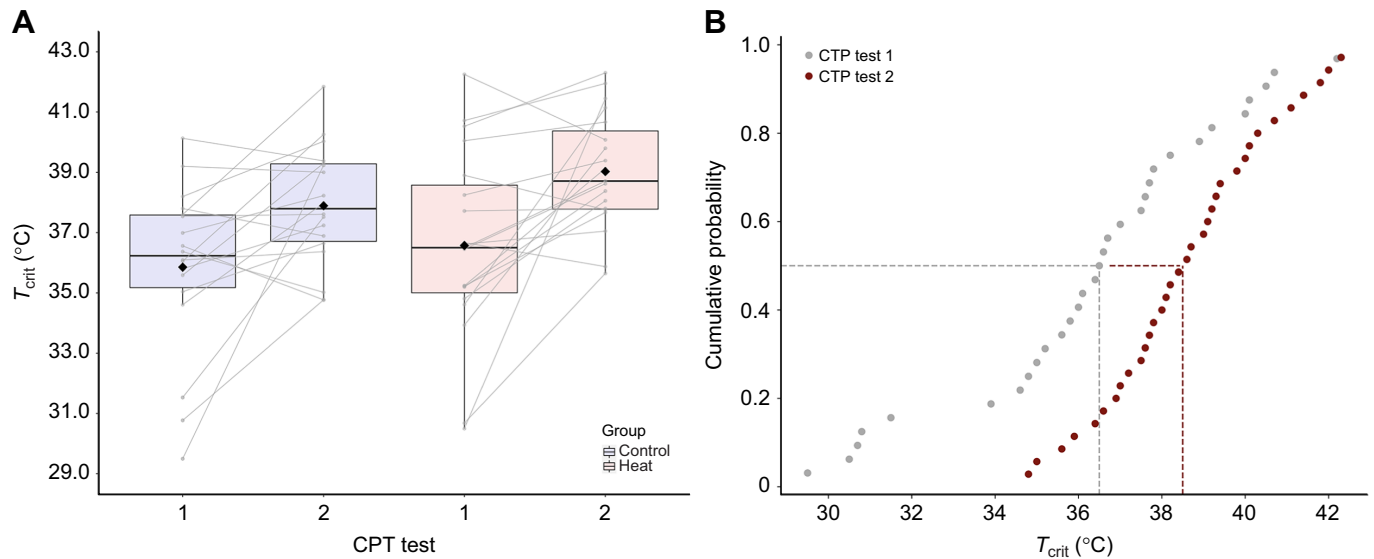 A
43.0
41.0
39.0
37.0
35.0
33.0
31.0
29.0
Tcrit (°C)
1
2
1
2
CPT test
Group
Control
Heat
B
CTP test 1
CTP test 2
1.0
0.8
0.6
0.4
0.2
0
Cumulative probability
30
32
34
36
38
40
42
Tcrit (°C)